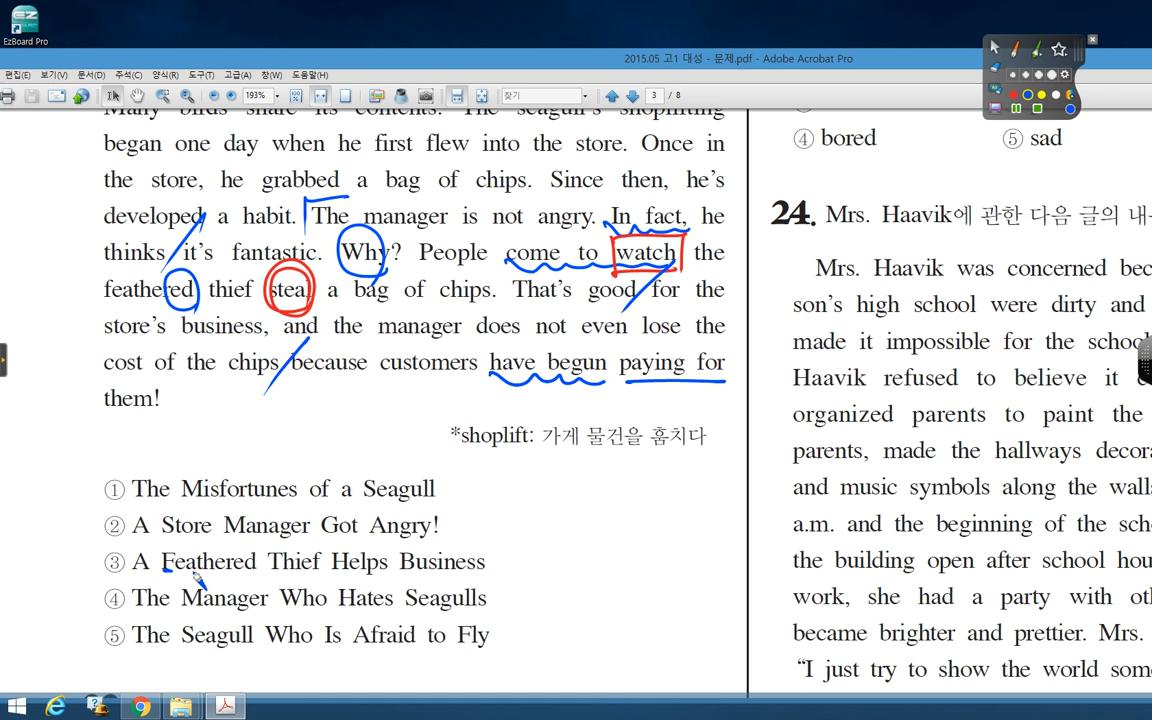 EzBoard Pro
2015.05 고1 대성 - 문제.pdf - Adobe Acrobat Pro
편집(E) 보기(V) 문서(D) 주석(C) 양식(R) 도구(T) 고급(A) 창(W) 도움말(H)
193% 찾기 3 / 8
Many birds share its contents. The seagull's shoplifting
began one day when he first flew into the store. Once in
the store, he grabbed a bag of chips. Since then, he's
developed a habit. The manager is not angry. In fact, he
thinks it's fantastic. Why? People come to watch the
feathered thief steal a bag of chips. That's good for the
store's business, and the manager does not even lose the
cost of the chips because customers have begun paying for
them!
*shoplift: 가게 물건을 훔치다
① The Misfortunes of a Seagull
② A Store Manager Got Angry!
③ A Feathered Thief Helps Business
④ The Manager Who Hates Seagulls
⑤ The Seagull Who Is Afraid to Fly
④ bored ⑤ sad
24. Mrs. Haavik에 관한 다음 글의 내
Mrs. Haavik was concerned bec
son's high school were dirty and
made it impossible for the schoo
Haavik refused to believe it
organized parents to paint the
parents, made the hallways decora
and music symbols along the walls
a.m. and the beginning of the scho
the building open after school hou
work, she had a party with oth
became brighter and prettier. Mrs.
"I just try to show the world som